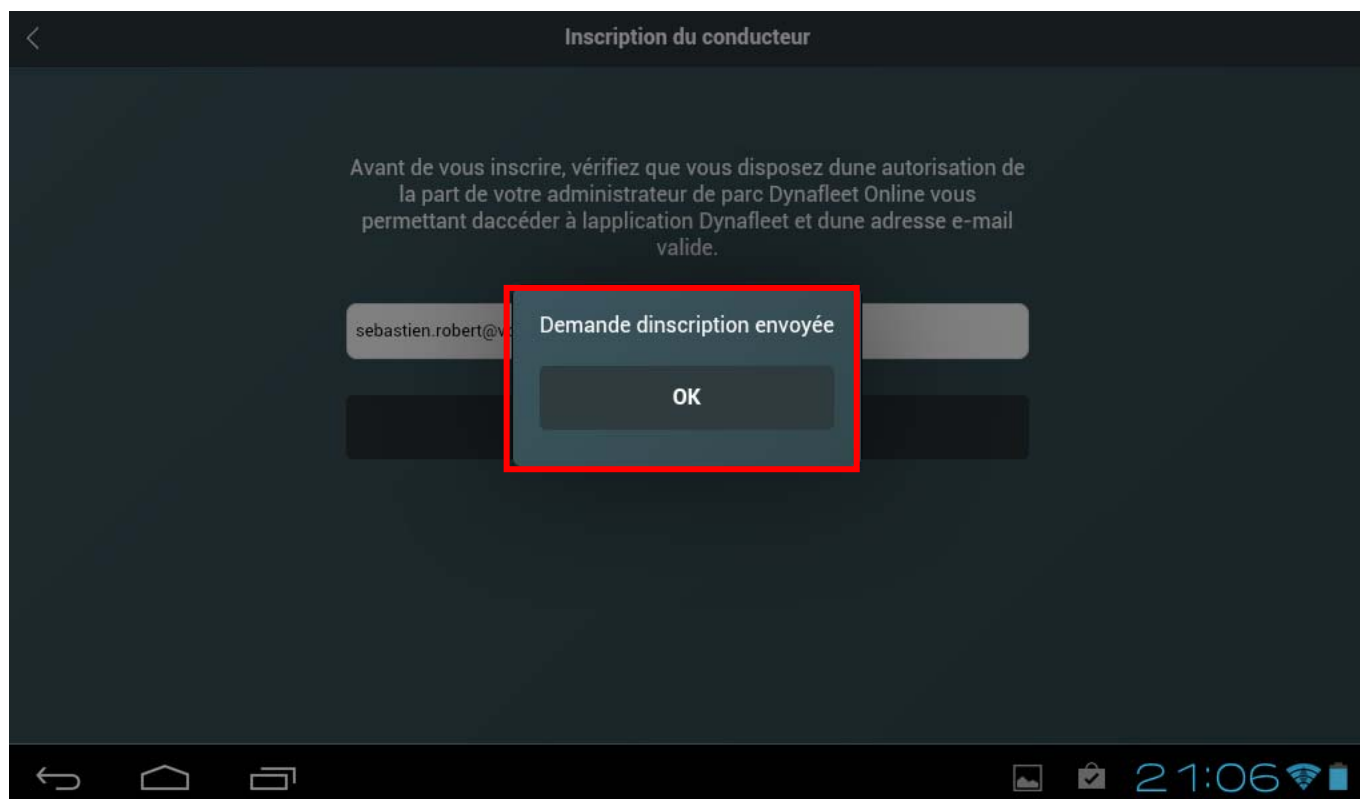 Inscription du conducteur
Avant de vous inscrire, vérifiez que vous disposez dune autorisation de
la part de votre administrateur de parc Dynafleet Online vous
permettant daccéder à lapplication Dynafleet et dune adresse e-mail
valide.
sebastien.robert@v
Demande dinscription envoyée
OK
21:06